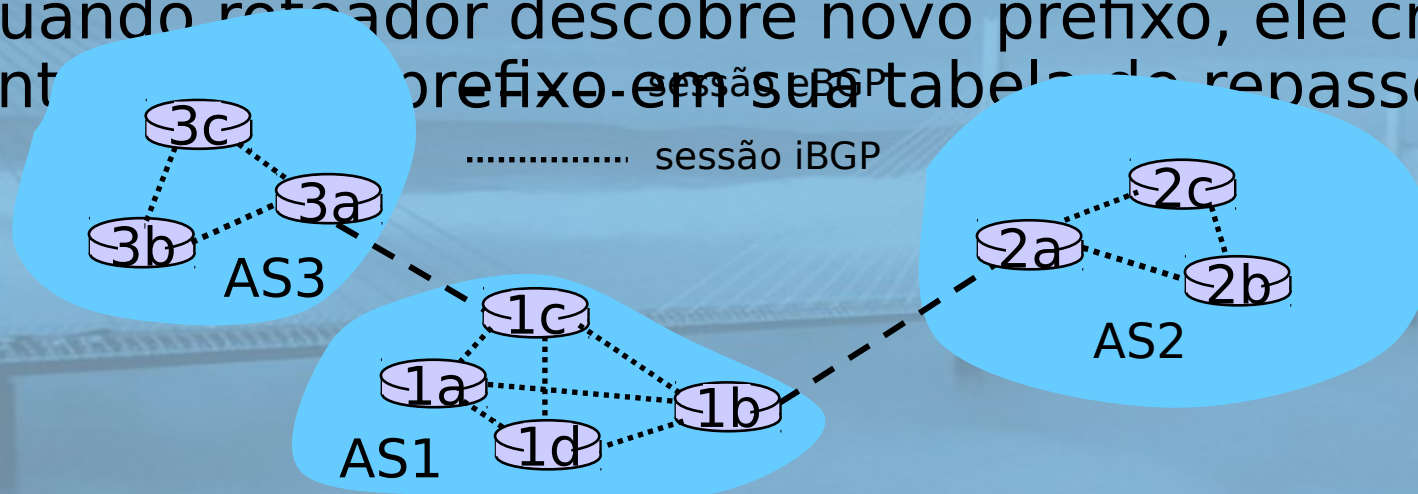 uando roteador descobre novo prefixo, ele cr
prefixo em sua tabela de repasse
sessão eBGP
sessão iBGP
3c
3a
3b
AS3
2c
2a
2b
AS2
1c
1a
1b
1d
AS1